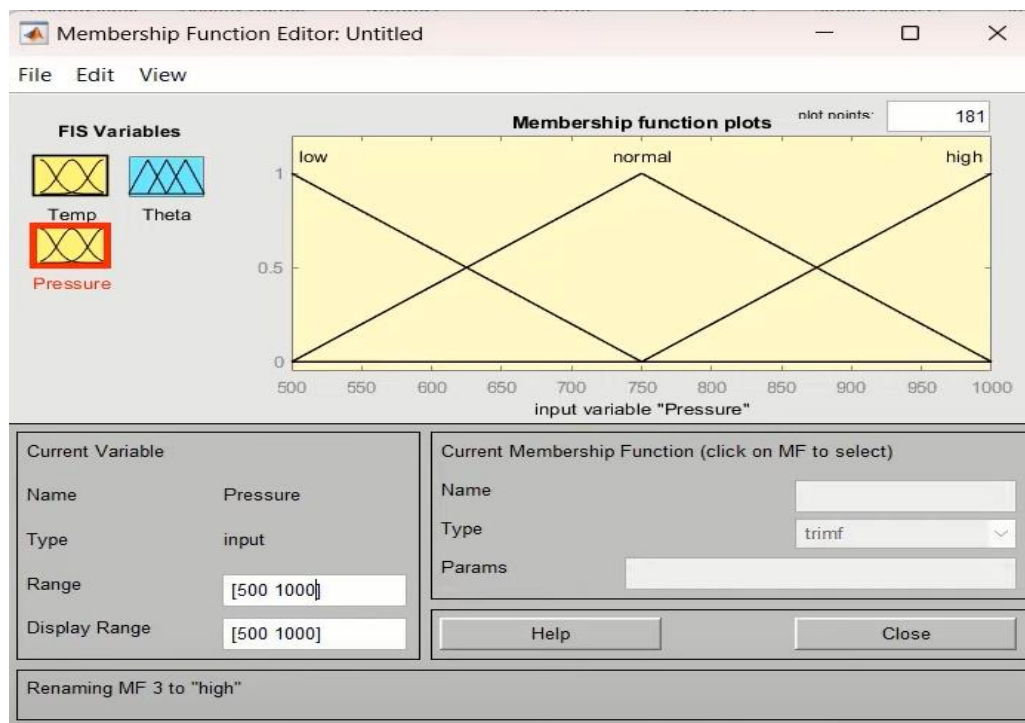 Membership Function Editor: Untitled
File Edit View
FIS Variables
Temp Theta
Pressure
Membership function plots plot points: 181
low normal high
1
0.5
0
500 550 600 650 700 750 800 850 900 950 1000
input variable "Pressure"
Current Variable
Name Pressure
Type input
Range [500 1000]
Display Range [500 1000]
Current Membership Function (click on MF to select)
Name
Type trimf
Params
Help Close
Renaming MF 3 to "high"